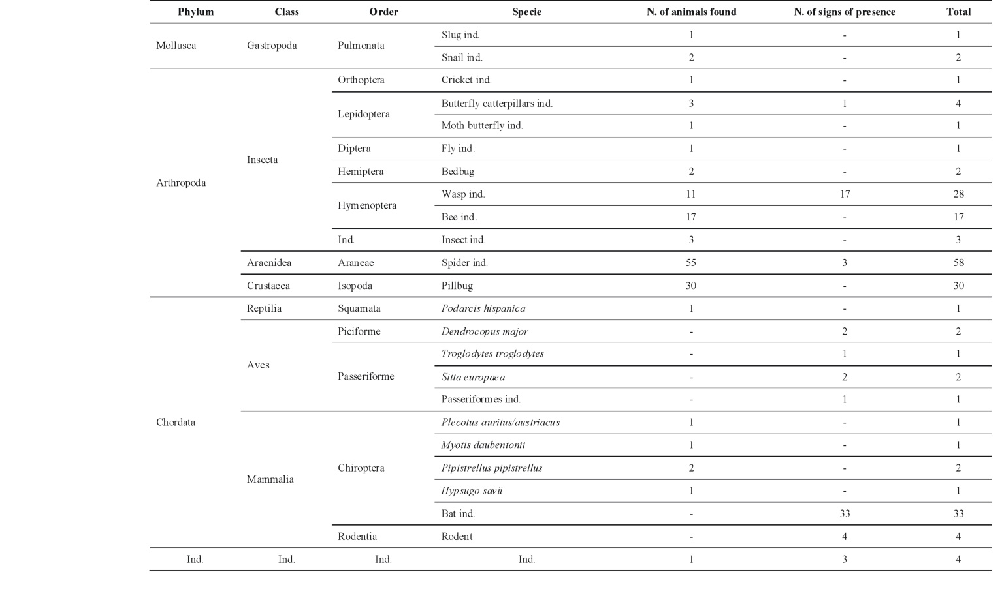 Phylum Class Order Specie N. of animals found N. of signs of presence Total
Mollusca Gastropoda Pulmonata Slug ind. 1 - 1
Snail ind. 2 - 2
Arthropoda Insecta Orthoptera Cricket ind. 1 - 1
Lepidoptera Butterfly catterpillars ind. 3 1 4
Moth butterfly ind. 1 - 1
Diptera Fly ind. 1 - 1
Hemiptera Bedbug 2 - 2
Hymenoptera Wasp ind. 11 17 28
Bee ind. 17 - 17
Ind. Insect ind. 3 - 3
Aracnidea Araneae Spider ind. 55 3 58
Crustacea Isopoda Pillbug 30 - 30
Chordata Reptilia Squamata Podarcis hispanica 1 - 1
Aves Piciforme Dendrocopus major - 2 2
Passeriforme Troglodytes troglodytes - 1 1
Sitta europaea - 2 2
Passeriformes ind. - 1 1
Mammalia Chiroptera Plecotus auritus/austriacus 1 - 1
Myotis daubentonii 1 - 1
Pipistrellus pipistrellus 2 - 2
Hypsugo savii 1 - 1
Bat ind. - 33 33
Rodentia Rodent - 4 4
Ind. Ind. Ind. Ind. 1 3 4